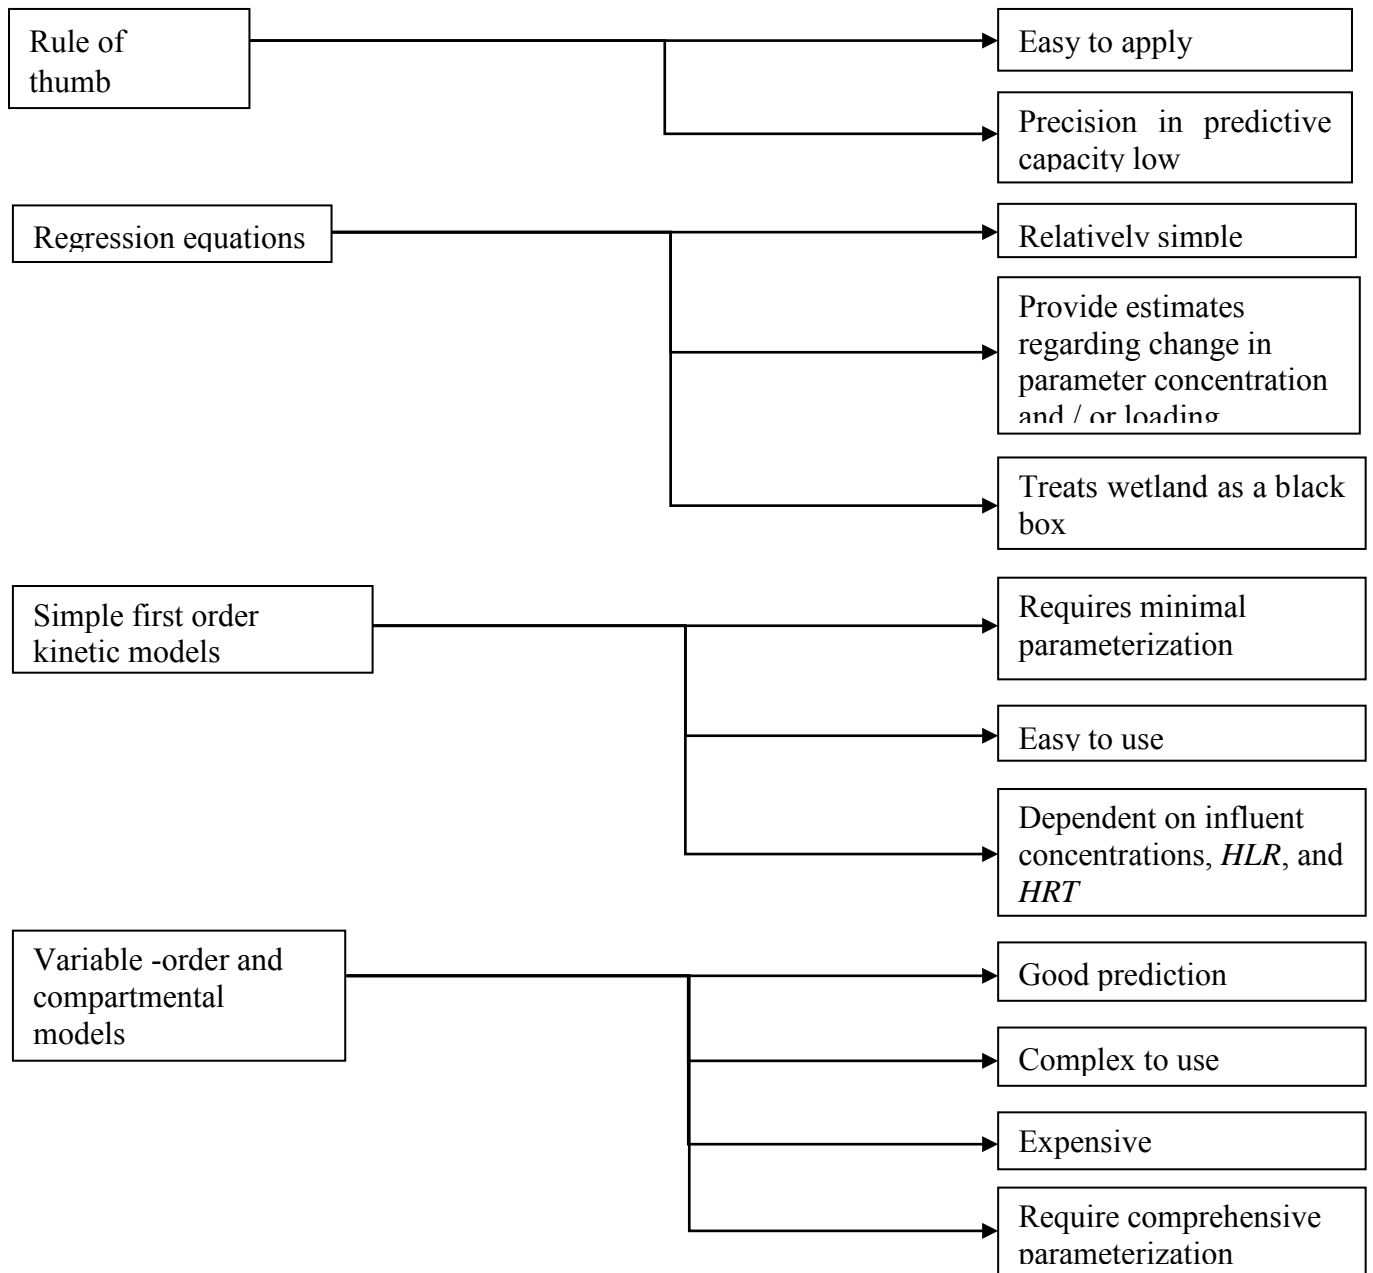 Rule of
thumb
Easy to apply
Precision in predictive
capacity low
Regression equations
Relatively simple
Provide estimates
regarding change in
parameter concentration
and / or loading
Treats wetland as a black
box
Simple first order
kinetic models
Requires minimal
parameterization
Easy to use
Dependent on influent
concentrations, HLR, and
HRT
Variable -order and
compartmental
models
Good prediction
Complex to use
Expensive
Require comprehensive
parameterization